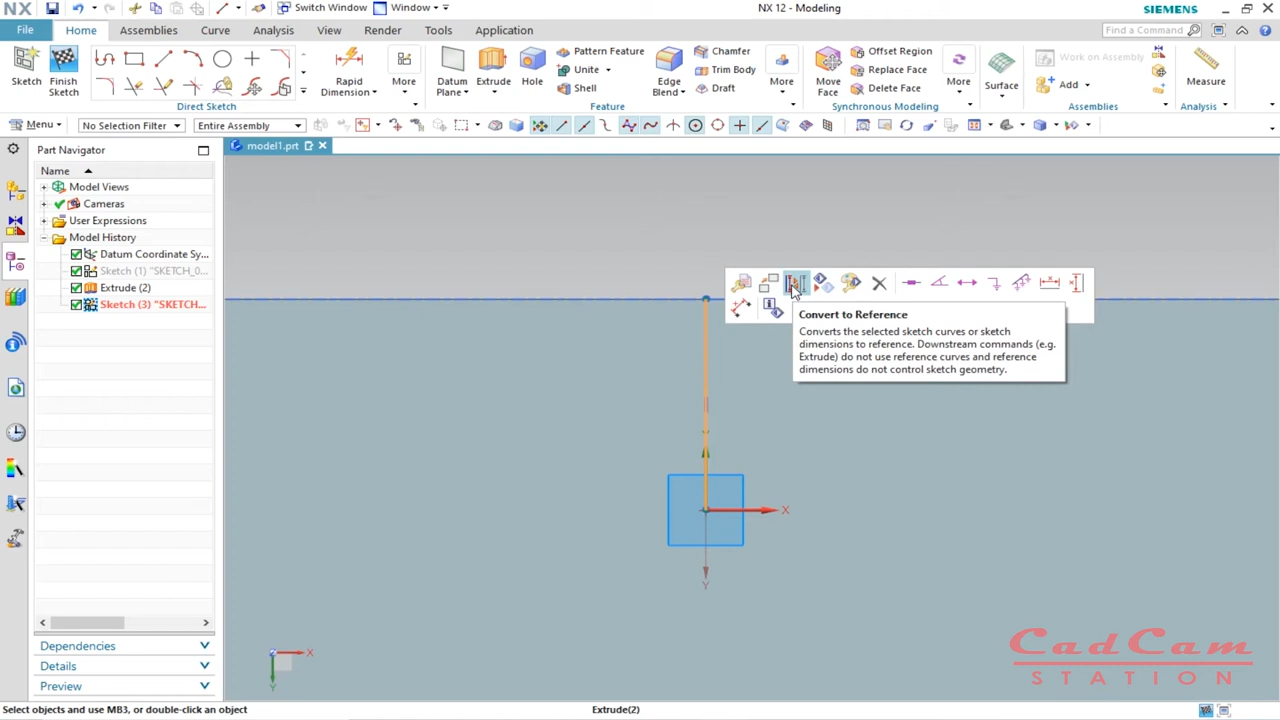 NX
Switch Window
Window
NX 12 - Modeling
SIEMENS
File
Home
Assemblies
Curve
Analysis
View
Render
Tools
Application
Find a Command
Sketch
Finish
Sketch
Rapid
Dimension
More
Direct Sketch
Datum
Plane
Extrude
Hole
Pattern Feature
Unite
Shell
Edge
Blend
Chamfer
Trim Body
Draft
More
Feature
Move
Face
Offset Region
Replace Face
Delete Face
More
Synchronous Modeling
Surface
Work on Assembly
Add
Assemblies
Measure
Analysis
Menu
No Selection Filter
Entire Assembly
Part Navigator
model1.prt
Name
Model Views
Cameras
User Expressions
Model History
Datum Coordinate Sy...
Sketch (1) "SKETCH_0...
Extrude (2)
Sketch (3) "SKETCH...
Convert to Reference
Converts the selected sketch curves or sketch
dimensions to reference. Downstream commands (e.g.
Extrude) do not use reference curves and reference
dimensions do not control sketch geometry.
X
Y
X
Y
Dependencies
Details
Preview
CadCam
STATION
Select objects and use MB3, or double-click an object
Extrude(2)